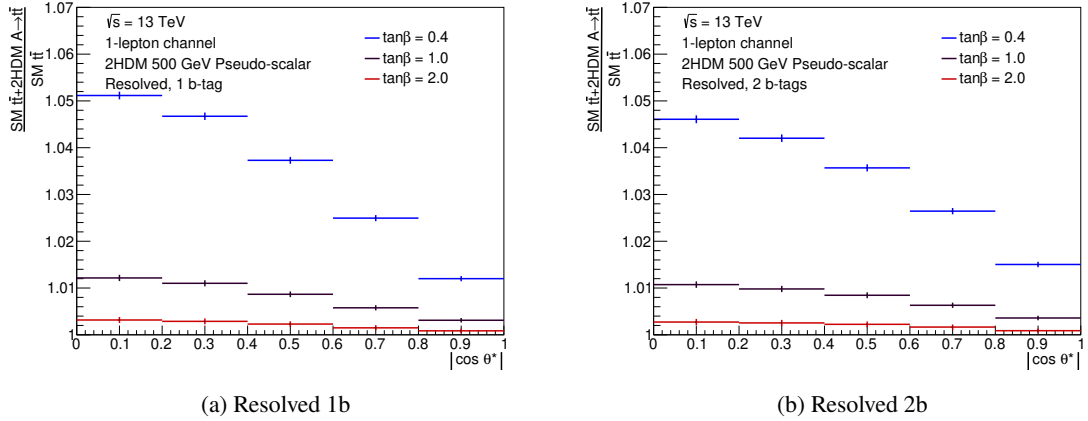 SM tt̄+2HDM A→tt̄
SM tt̄
1.07
1.06
1.05
1.04
1.03
1.02
1.01
1
√s = 13 TeV
1-lepton channel
2HDM 500 GeV Pseudo-scalar
Resolved, 1 b-tag
tanβ = 0.4
tanβ = 1.0
tanβ = 2.0
0 0.1 0.2 0.3 0.4 0.5 0.6 0.7 0.8 0.9 1
|cos θ*|
(a) Resolved 1b
SM tt̄+2HDM A→tt̄
SM tt̄
1.07
1.06
1.05
1.04
1.03
1.02
1.01
1
√s = 13 TeV
1-lepton channel
2HDM 500 GeV Pseudo-scalar
Resolved, 2 b-tags
tanβ = 0.4
tanβ = 1.0
tanβ = 2.0
0 0.1 0.2 0.3 0.4 0.5 0.6 0.7 0.8 0.9 1
|cos θ*|
(b) Resolved 2b